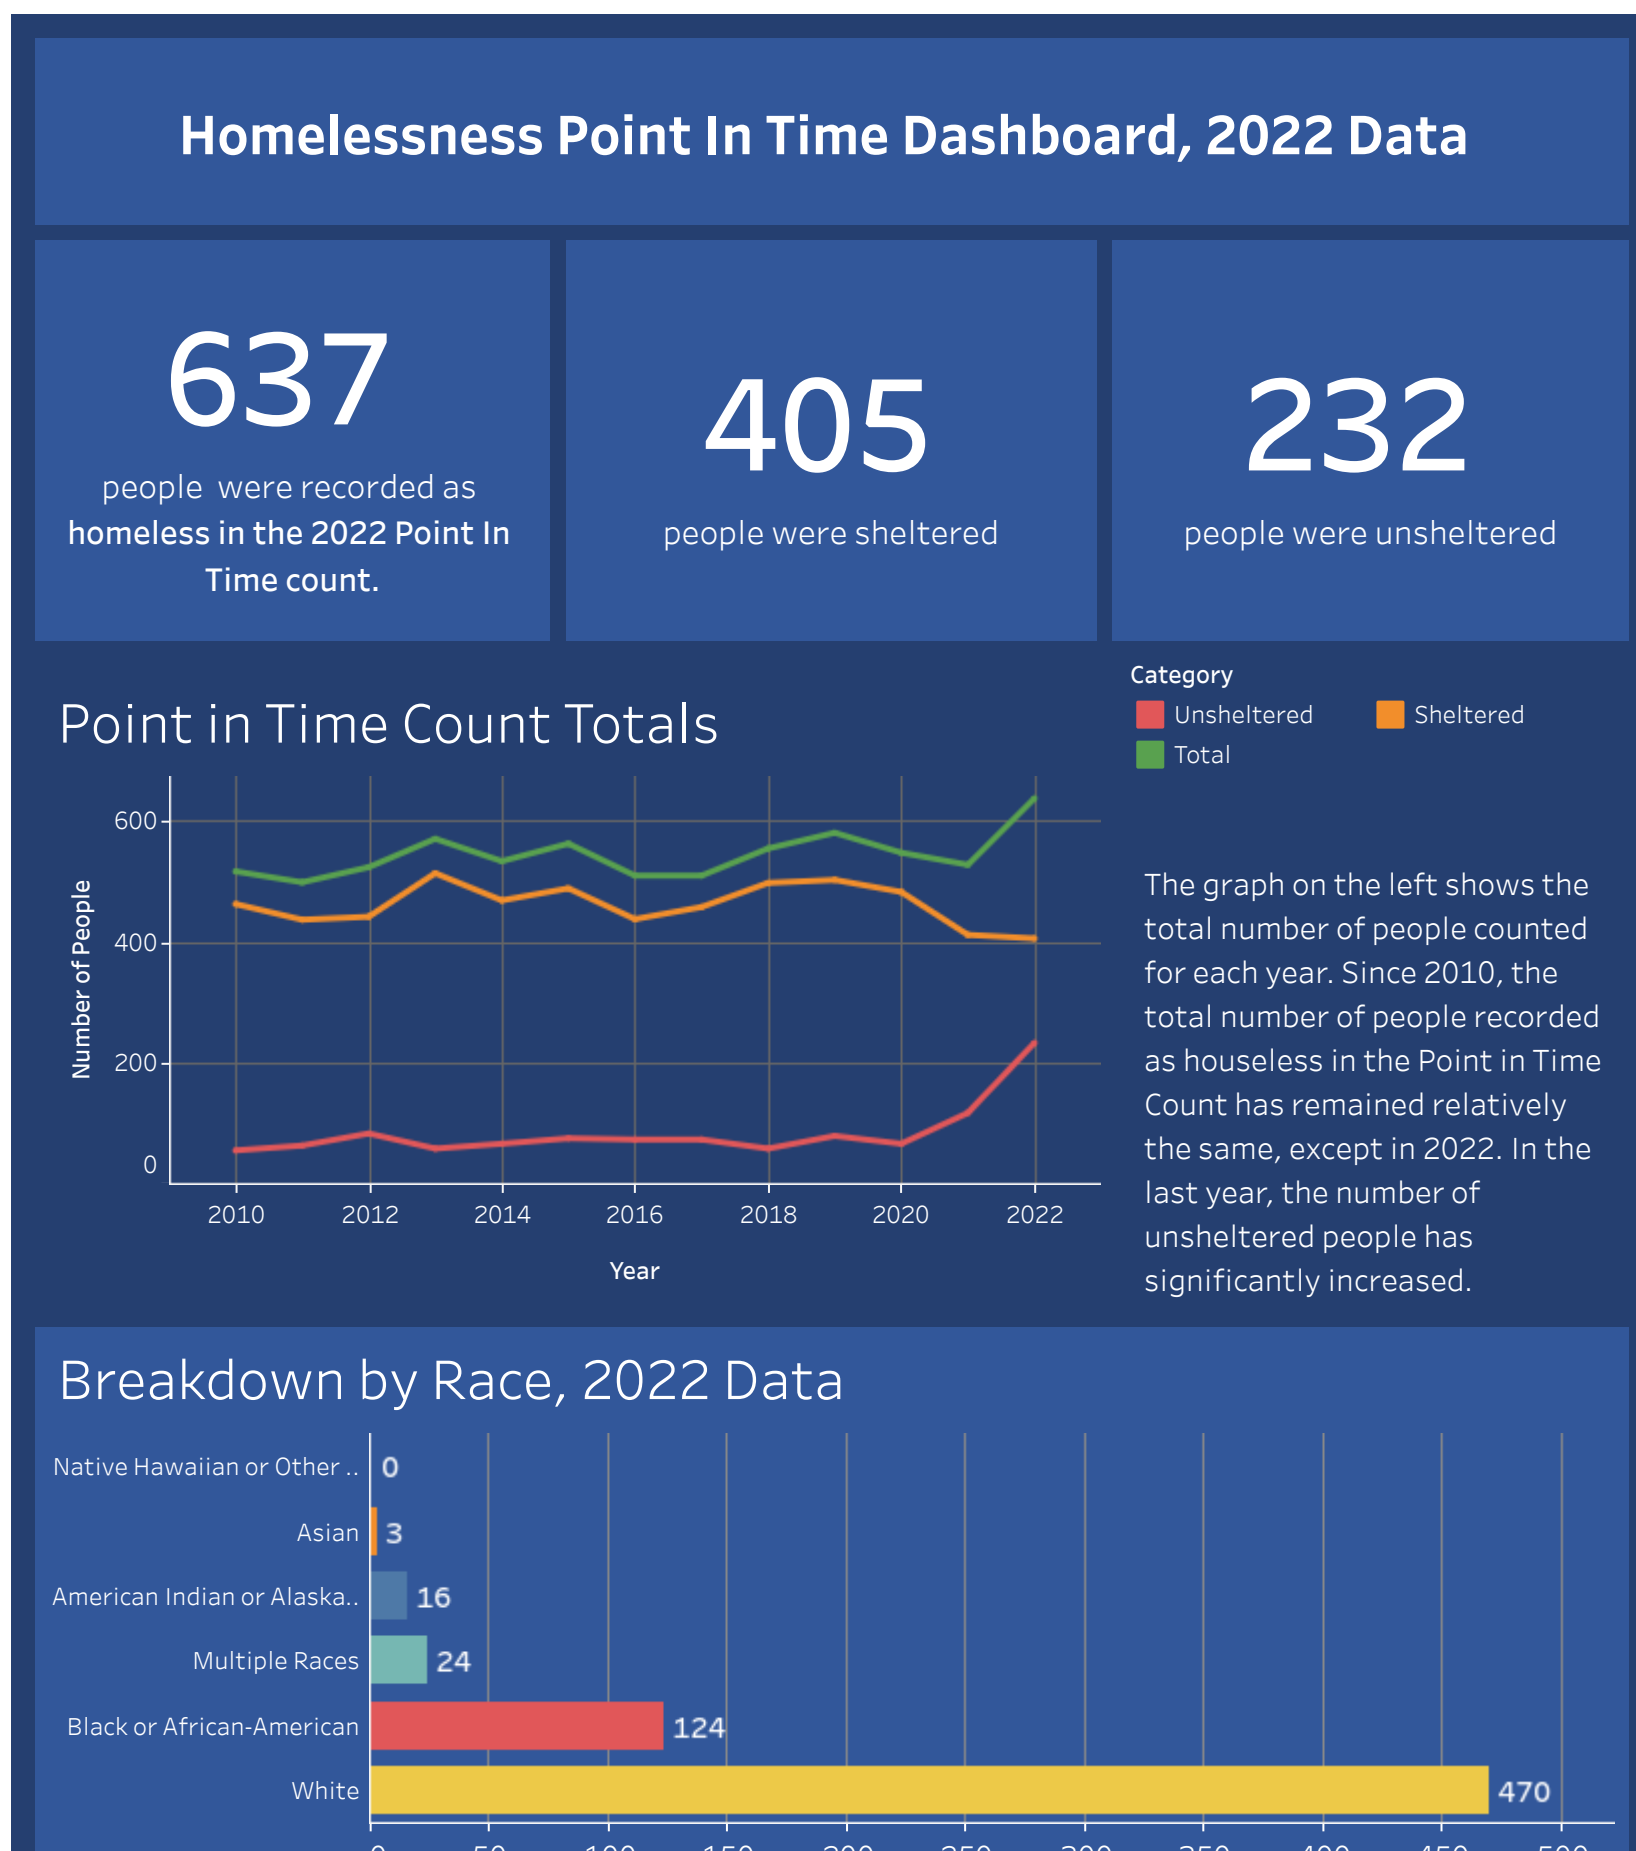 Homelessness Point In Time Dashboard, 2022 Data
637
people were recorded as
homeless in the 2022 Point In
Time count.
405
people were sheltered
232
people were unsheltered
Point in Time Count Totals
Category
Unsheltered
Sheltered
Total
600
400
200
0
Number of People
2010
2012
2014
2016
2018
2020
2022
Year
The graph on the left shows the
total number of people counted
for each year. Since 2010, the
total number of people recorded
as houseless in the Point in Time
Count has remained relatively
the same, except in 2022. In the
last year, the number of
unsheltered people has
significantly increased.
Breakdown by Race, 2022 Data
Native Hawaiian or Other ..
0
Asian
3
American Indian or Alaska..
16
Multiple Races
24
Black or African-American
124
White
470